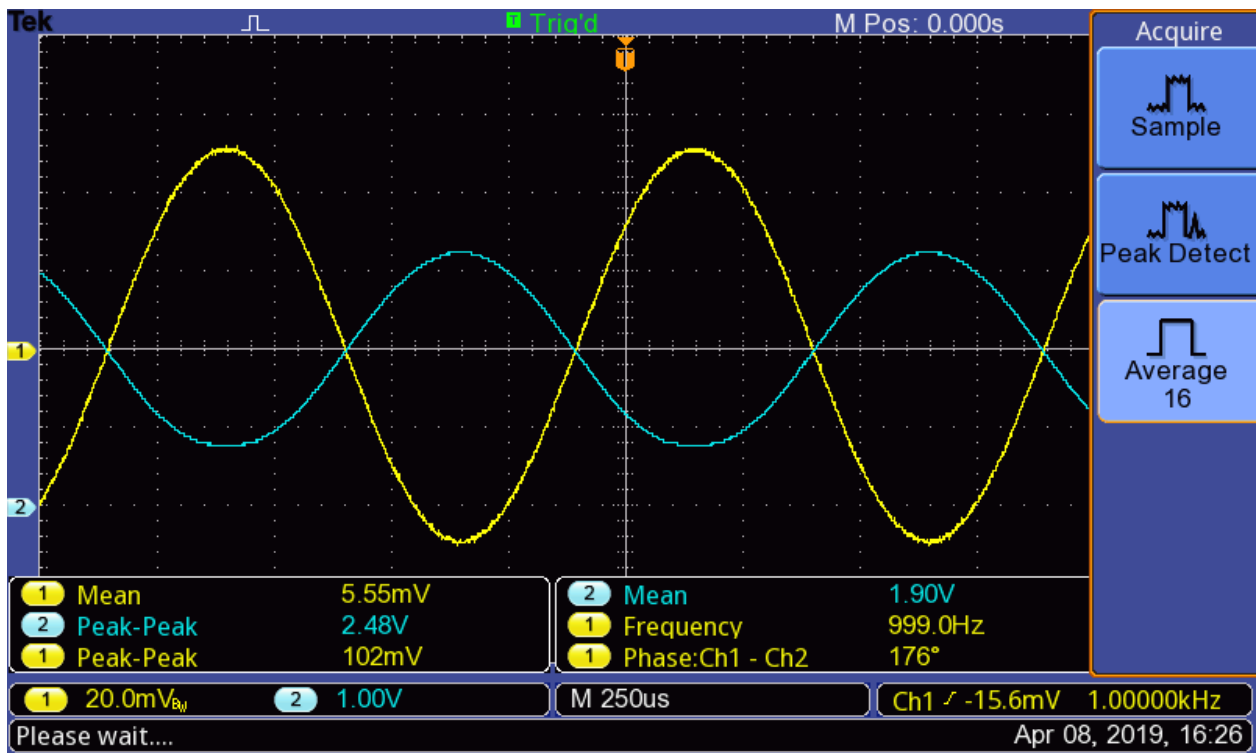 Tek T Trig'd M Pos: 0.000s
Acquire
T
Sample
Peak Detect
1
Average
16
2
1 Mean 5.55mV 2 Mean 1.90V
2 Peak-Peak 2.48V 1 Frequency 999.0Hz
1 Peak-Peak 102mV 1 Phase:Ch1 - Ch2 176°
1 20.0mVBW 2 1.00V M 250us Ch1 -15.6mV 1.00000kHz
Please wait.... Apr 08, 2019, 16:26